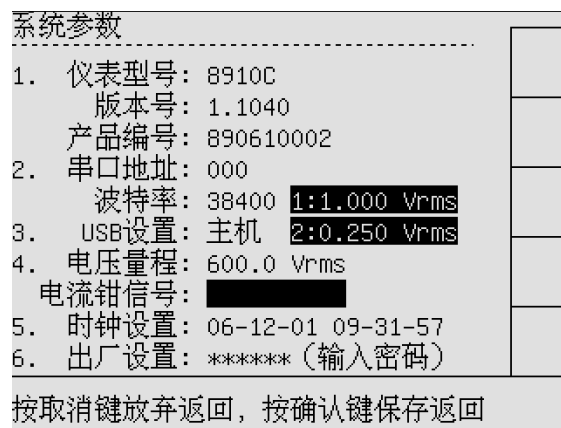 系统参数
1. 仪表型号: 8910C
版本号: 1.1040
产品编号: 890610002
2. 串口地址: 000
波特率: 38400 1:1.000 Vrms
3. USB设置: 主机 2:0.250 Vrms
4. 电压量程: 600.0 Vrms
电流钳信号:
5. 时钟设置: 06-12-01 09-31-57
6. 出厂设置: ******（输入密码）
按取消键放弃返回, 按确认键保存返回